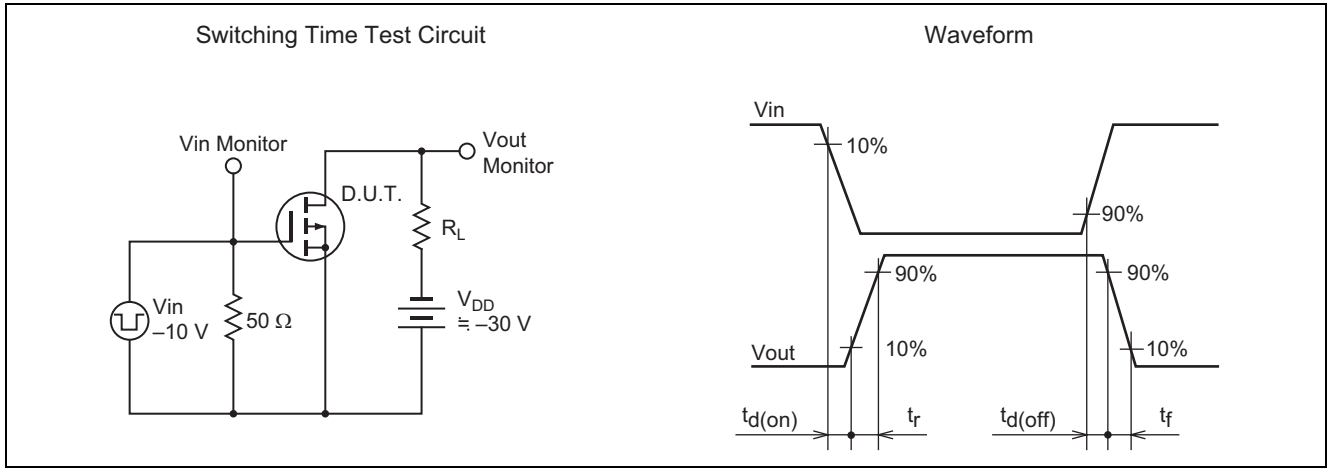 Switching Time Test Circuit
Vin Monitor
Vout
Monitor
D.U.T.
RL
Vin
–10 V
50 Ω
VDD
≒ –30 V
Waveform
Vin
10%
90%
90%
90%
Vout
10%
10%
td(on)
tr
td(off)
tf